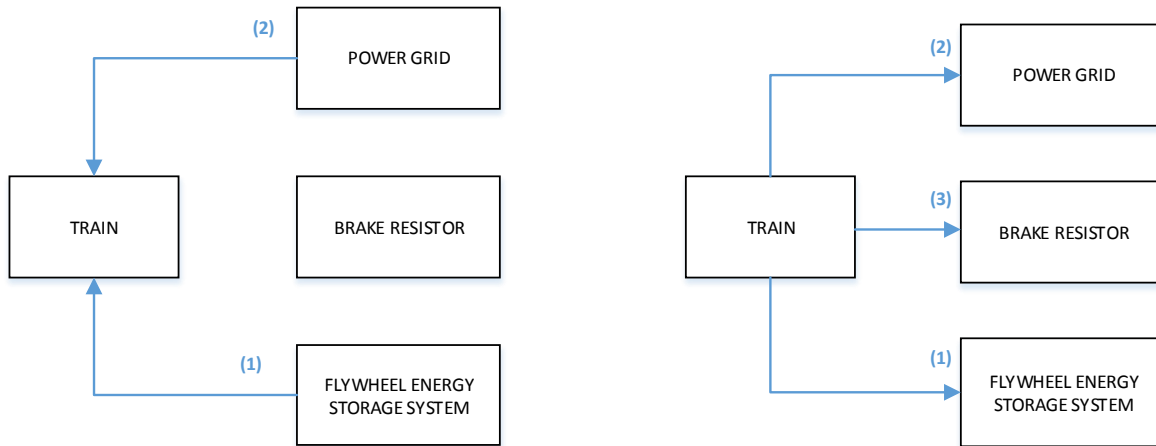 (2)
POWER GRID
TRAIN
BRAKE RESISTOR
(1)
FLYWHEEL ENERGY
STORAGE SYSTEM
(2)
POWER GRID
TRAIN
(3)
BRAKE RESISTOR
(1)
FLYWHEEL ENERGY
STORAGE SYSTEM